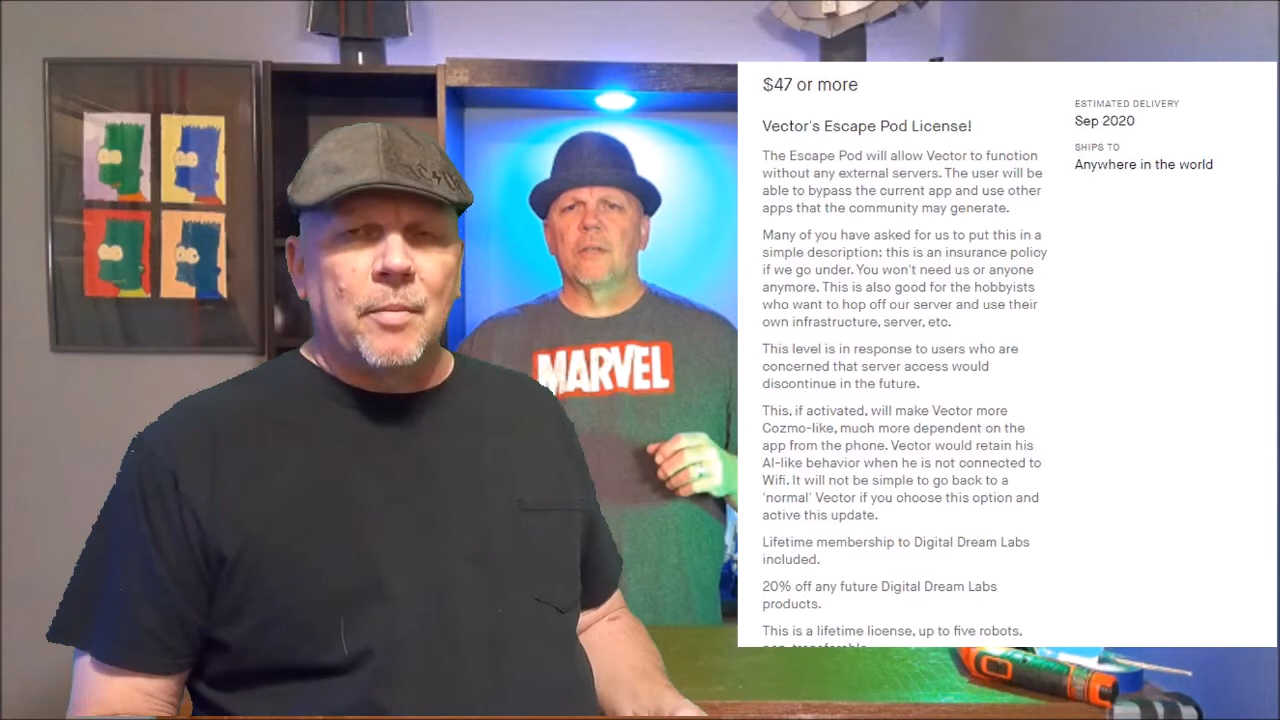 $47 or more
ESTIMATED DELIVERY
Sep 2020
SHIPS TO
Anywhere in the world
Vector's Escape Pod License!
The Escape Pod will allow Vector to function
without any external servers. The user will be
able to bypass the current app and use other
apps that the community may generate.
Many of you have asked for us to put this in a
simple description: this is an insurance policy
if we go under. You won't need us or anyone
anymore. This is also good for the hobbyists
who want to hop off our server and use their
own infrastructure, server, etc.
This level is in response to users who are
concerned that server access would
discontinue in the future.
This, if activated, will make Vector more
Cozmo-like, much more dependent on the
app from the phone. Vector would retain his
AI-like behavior when he is not connected to
Wifi. It will not be simple to go back to a
'normal' Vector if you choose this option and
active this update.
Lifetime membership to Digital Dream Labs
included.
20% off any future Digital Dream Labs
products.
This is a lifetime license, up to five robots,
MARVEL